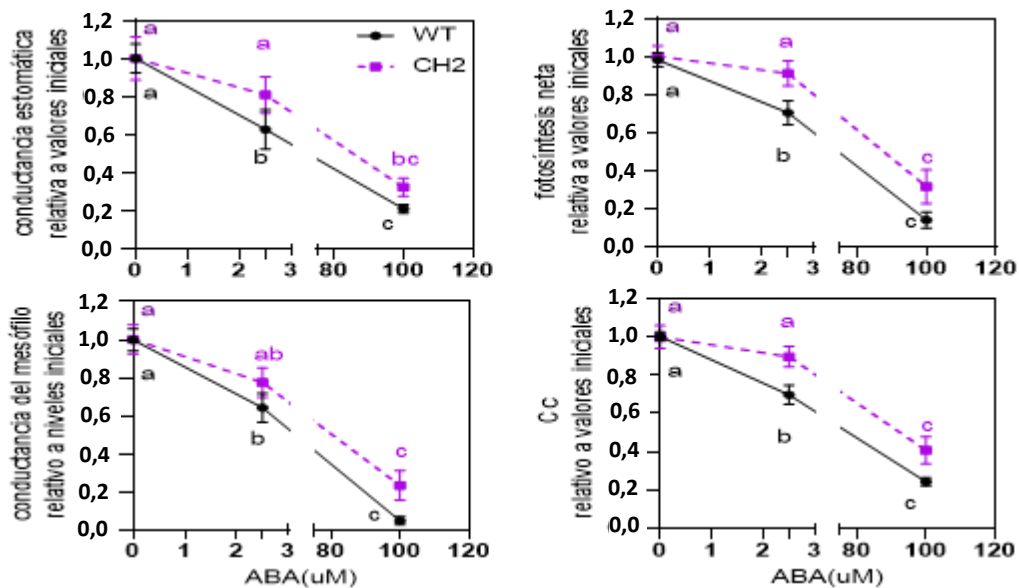 conductancia estomática
relativa a valores iniciales
1,2
1,0
0,8
0,6
0,4
0,2
0,0
a
a
a
b
bc
c
WT
CH2
0 1 2 3 80 100 120
fotosíntesis neta
relativa a valores inicales
1,2
1,0
0,8
0,6
0,4
0,2
0,0
a
a
a
b
c
c
0 1 2 3 80 100 120
conductancia del mesófilo
relativo a niveles iniciales
1,2
1,0
0,8
0,6
0,4
0,2
0,0
a
a
ab
b
c
c
0 1 2 3 80 100 120
ABA(uM)
Cc
relativo a valores iniciales
1,2
1,0
0,8
0,6
0,4
0,2
0,0
a
a
a
b
c
c
0 1 2 3 80 100 120
ABA(uM)